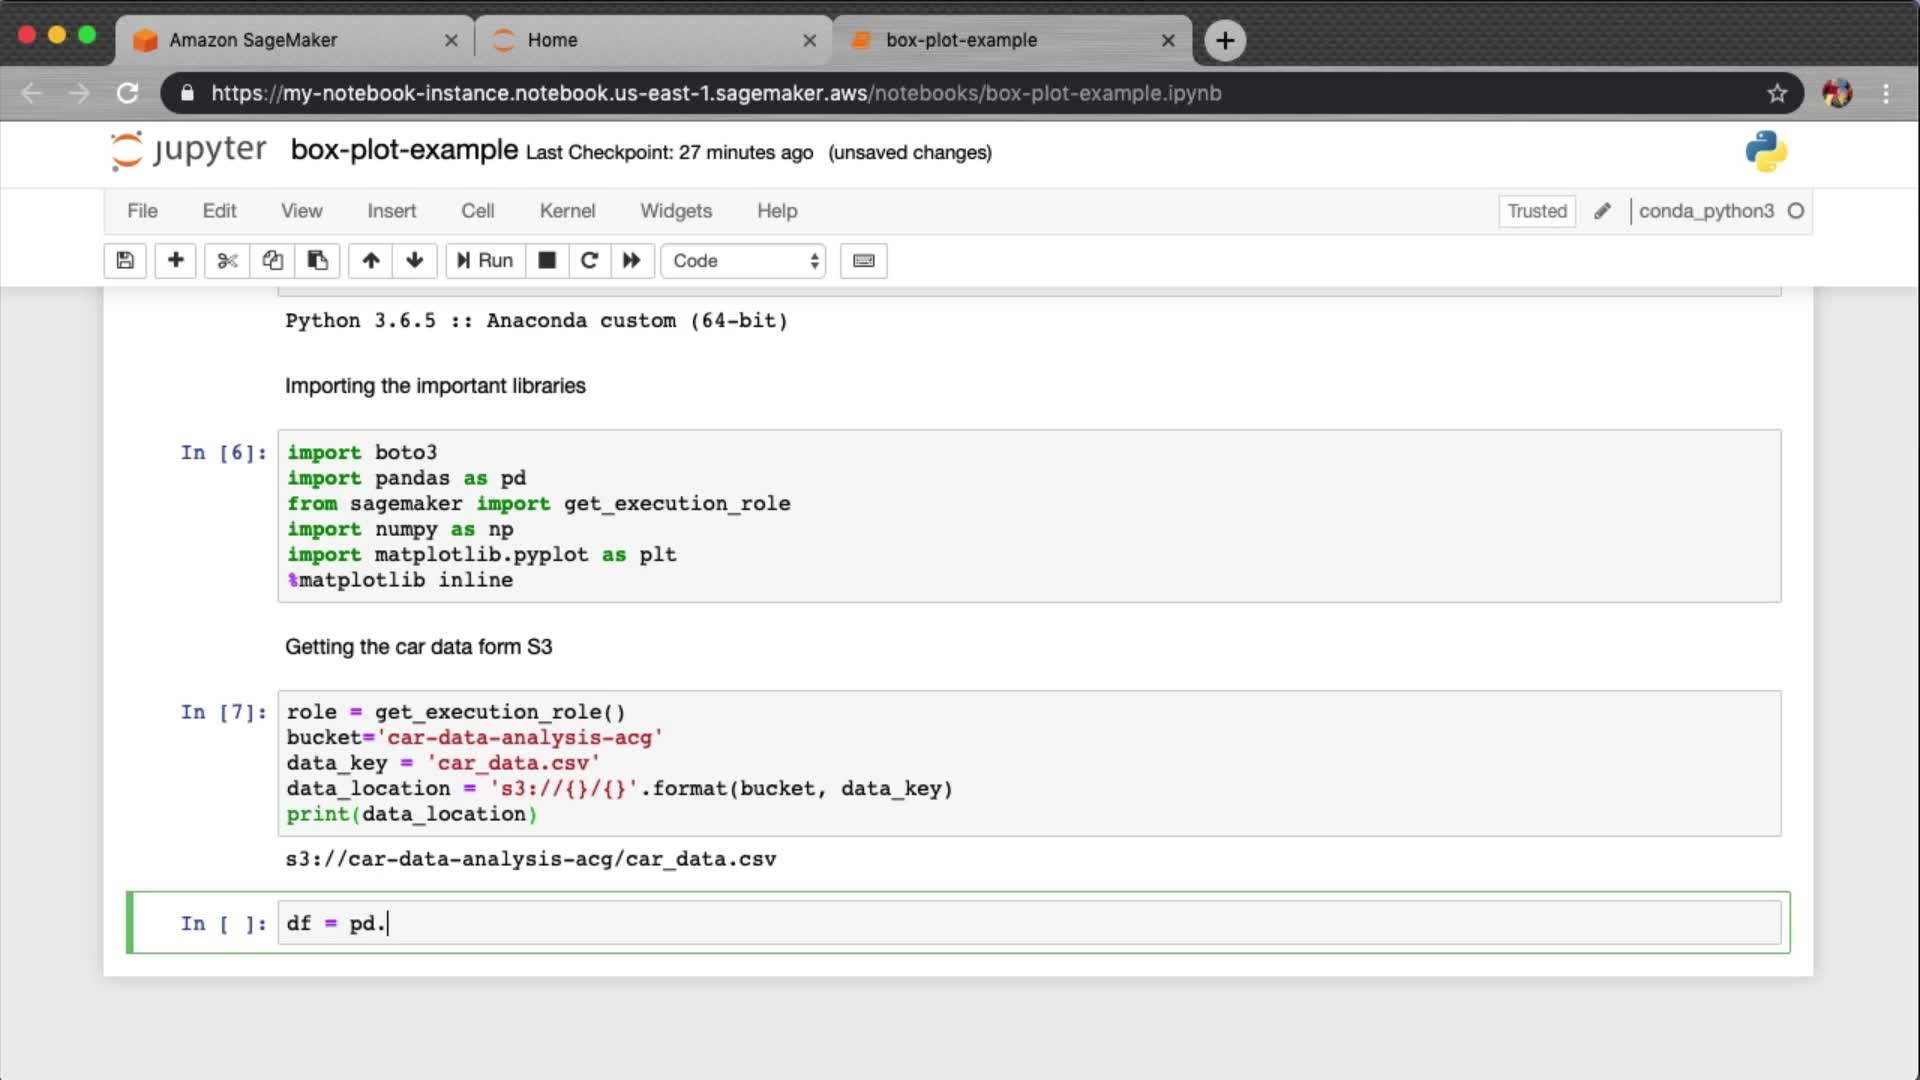 Amazon SageMaker
Home
box-plot-example
https://my-notebook-instance.notebook.us-east-1.sagemaker.aws/notebooks/box-plot-example.ipynb
jupyter box-plot-example Last Checkpoint: 27 minutes ago (unsaved changes)
File Edit View Insert Cell Kernel Widgets Help Trusted conda_python3
Run Code
Python 3.6.5 :: Anaconda custom (64-bit)
Importing the important libraries
In [6]: import boto3
import pandas as pd
from sagemaker import get_execution_role
import numpy as np
import matplotlib.pyplot as plt
%matplotlib inline
Getting the car data form S3
In [7]: role = get_execution_role()
bucket='car-data-analysis-acg'
data_key = 'car_data.csv'
data_location = 's3://{}/{}'.format(bucket, data_key)
print(data_location)
s3://car-data-analysis-acg/car_data.csv
In [ ]: df = pd.